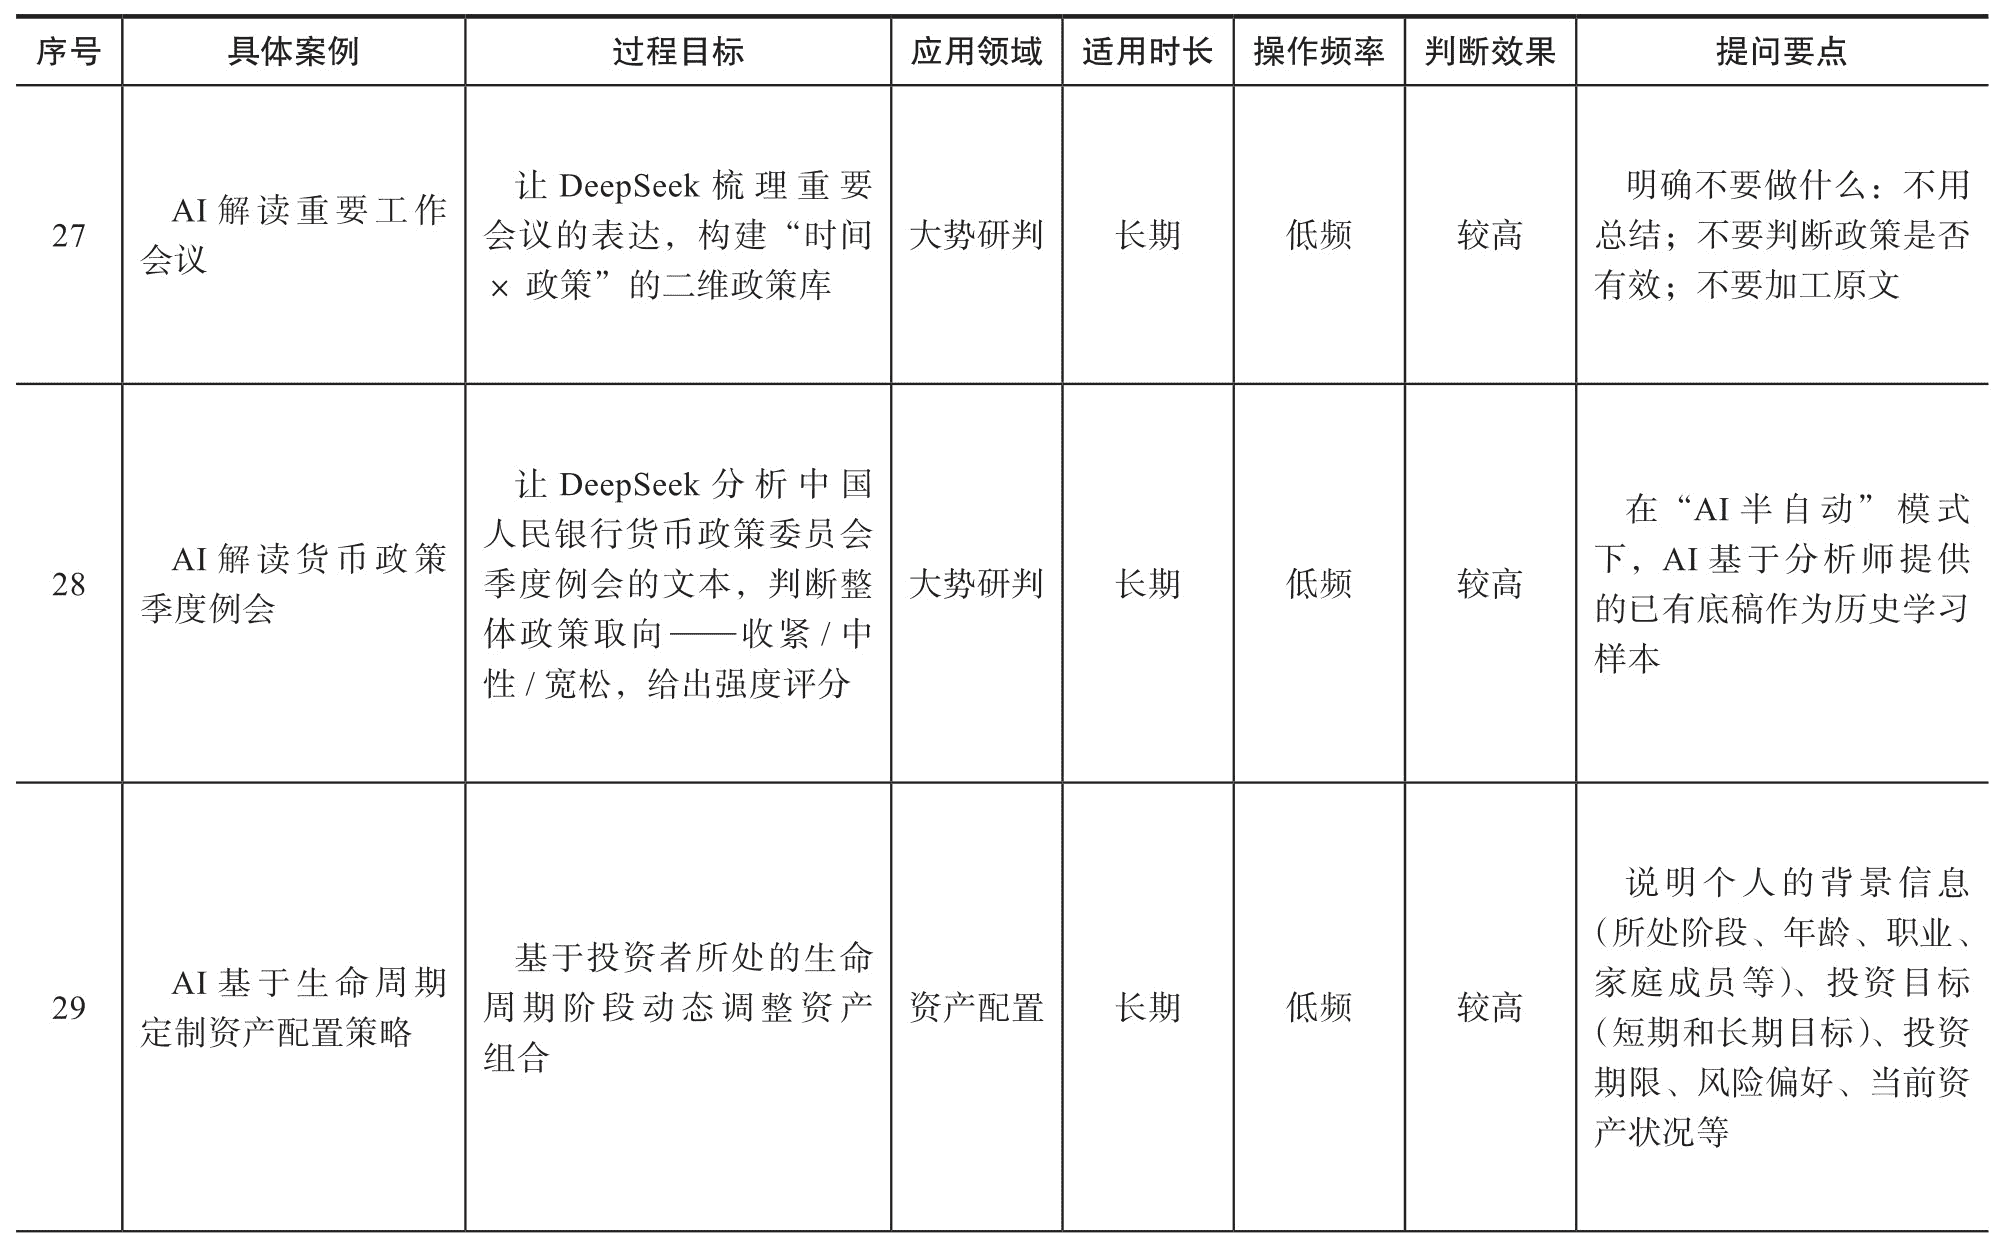 序号 具体案例 过程目标 应用领域 适用时长 操作频率 判断效果 提问要点
27
AI 解读重要工作
会议
让 DeepSeek 梳理重要
会议的表达，构建“时间
× 政策”的二维政策库
大势研判
长期
低频
较高
明确不要做什么：不用
总结；不要判断政策是否
有效；不要加工原文
28
AI 解读货币政策
季度例会
让 DeepSeek 分析中国
人民银行货币政策委员会
季度例会的文本，判断整
体政策取向——收紧 / 中
性 / 宽松，给出强度评分
大势研判
长期
低频
较高
在“AI 半自动”模式
下，AI 基于分析师提供
的已有底稿作为历史学习
样本
29
AI 基于生命周期
定制资产配置策略
基于投资者所处的生命
周期阶段动态调整资产
组合
资产配置
长期
低频
较高
说明个人的背景信息
（所处阶段、年龄、职业、
家庭成员等）、投资目标
（短期和长期目标）、投资
期限、风险偏好、当前资
产状况等